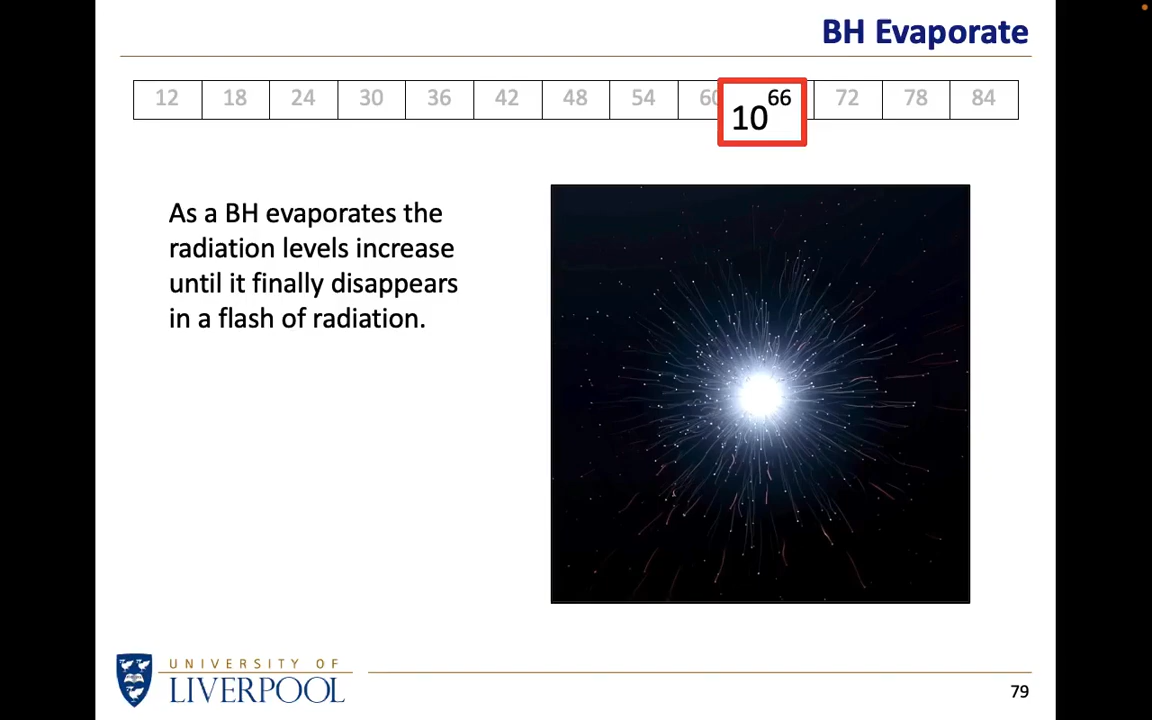 BH Evaporate
12 18 24 30 36 42 48 54 60 10^66 72 78 84
As a BH evaporates the
radiation levels increase
until it finally disappears
in a flash of radiation.
UNIVERSITY OF
LIVERPOOL
79